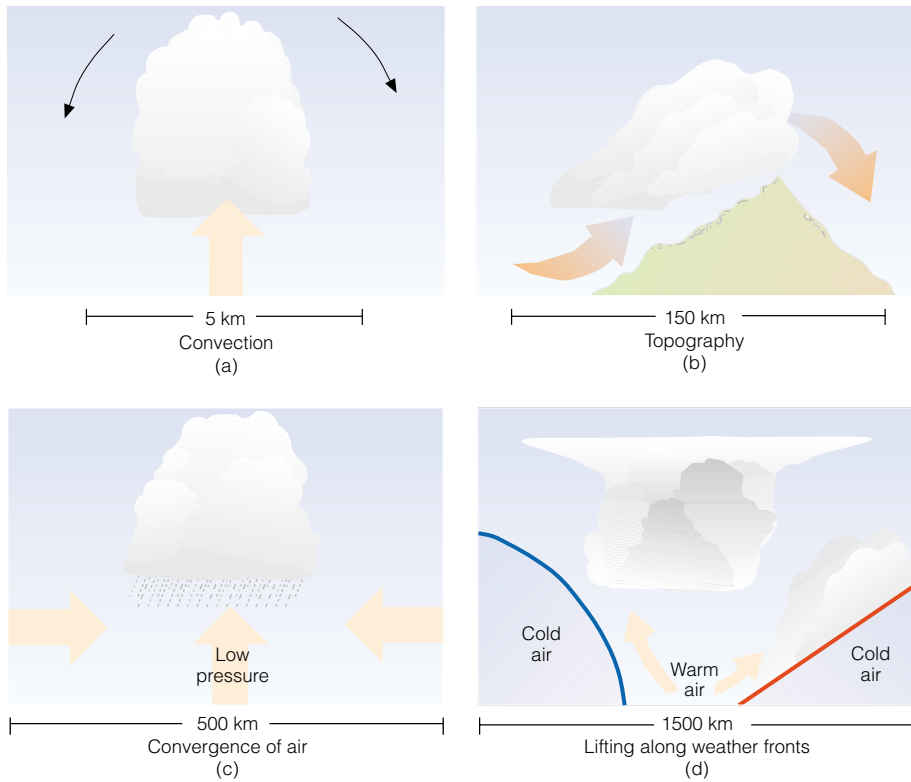 5 km
Convection
(a)
150 km
Topography
(b)
Low
pressure
500 km
Convergence of air
(c)
Cold
air
Warm
air
Cold
air
1500 km
Lifting along weather fronts
(d)